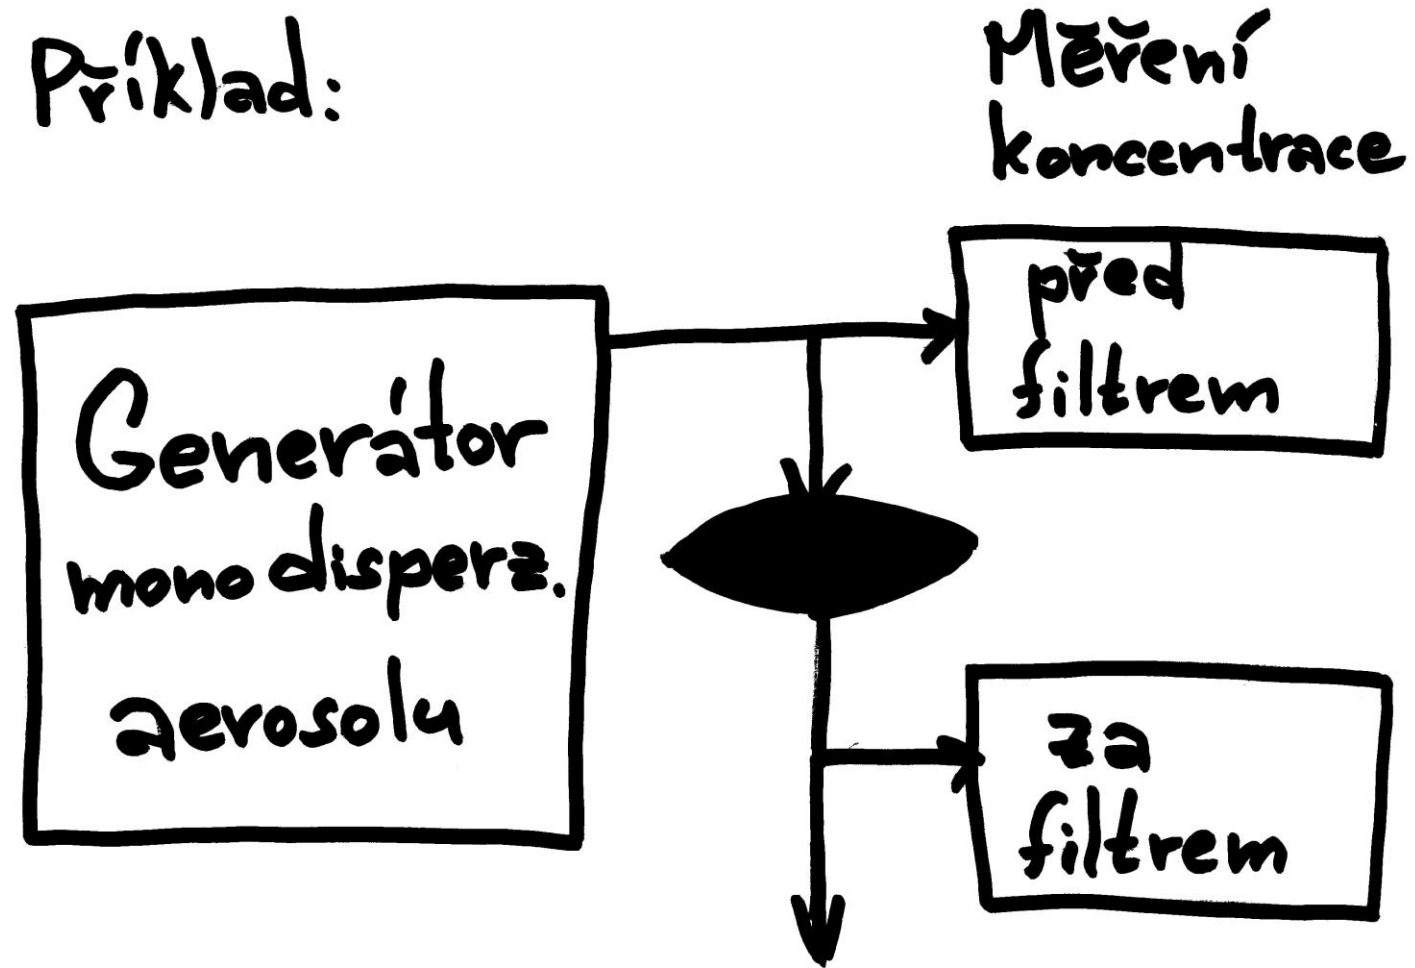 Příklad:
Měření
koncentrace
před
filtrem
Generátor
monodisperz.
aerosolu
za
filtrem